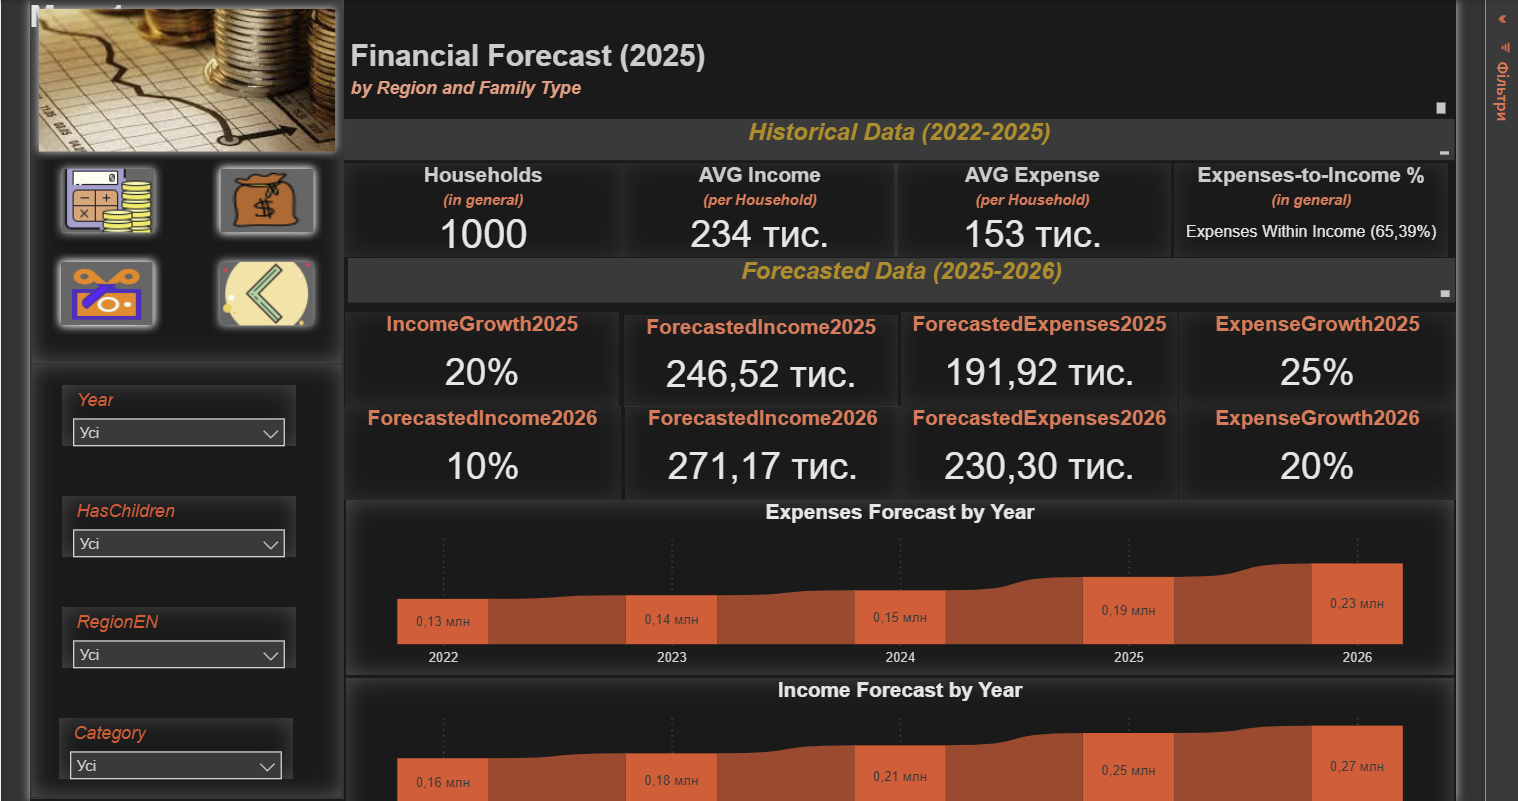 Financial Forecast (2025)
by Region and Family Type
Historical Data (2022-2025)
Households
(in general)
1000
AVG Income
(per Household)
234 тис.
AVG Expense
(per Household)
153 тис.
Expenses-to-Income %
(in general)
Expenses Within Income (65,39%)
Forecasted Data (2025-2026)
IncomeGrowth2025
20%
ForecastedIncome2025
246,52 тис.
ForecastedExpenses2025
191,92 тис.
ExpenseGrowth2025
25%
ForecastedIncome2026
10%
ForecastedIncome2026
271,17 тис.
ForecastedExpenses2026
230,30 тис.
ExpenseGrowth2026
20%
Year
Усі
HasChildren
Усі
RegionEN
Усі
Category
Усі
Expenses Forecast by Year
0,13 млн
0,14 млн
0,15 млн
0,19 млн
0,23 млн
2022
2023
2024
2025
2026
Income Forecast by Year
0,16 млн
0,18 млн
0,21 млн
0,25 млн
0,27 млн
Фільтри